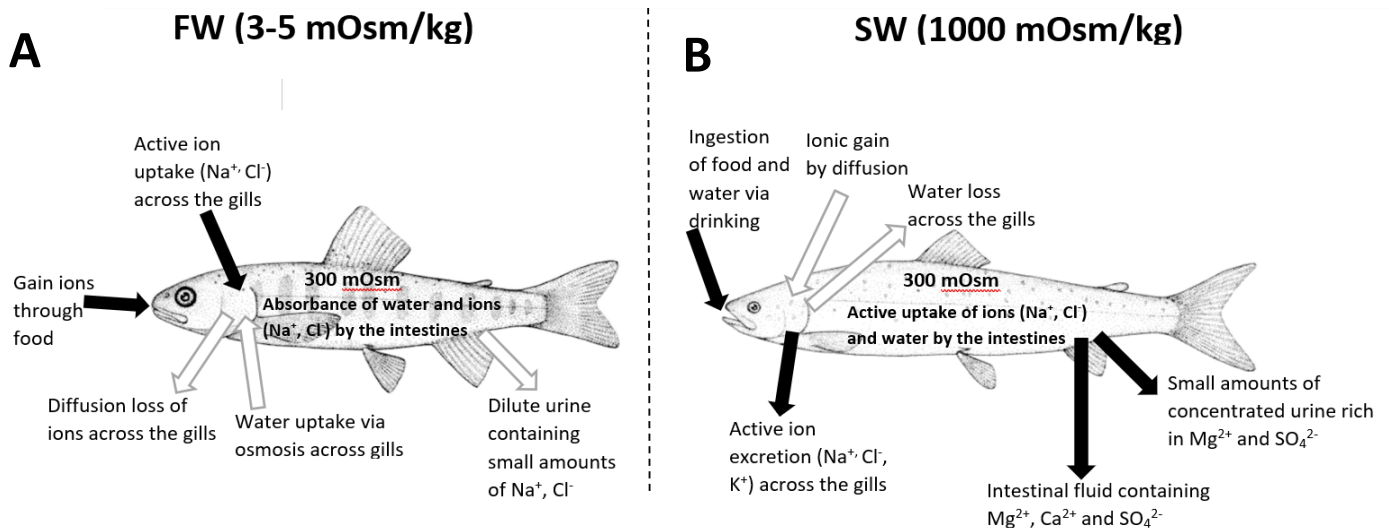 FW (3-5 mOsm/kg)
A
Active ion
uptake (Na⁺, Cl⁻)
across the gills
Gain ions
through
food
300 mOsm
Absorbance of water and ions
(Na⁺, Cl⁻) by the intestines
Diffusion loss of
ions across the gills
Water uptake via
osmosis across gills
Dilute urine
containing
small amounts
of Na⁺, Cl⁻
SW (1000 mOsm/kg)
B
Ingestion
of food and
water via
drinking
Ionic gain
by diffusion
Water loss
across the gills
300 mOsm
Active uptake of ions (Na⁺, Cl⁻)
and water by the intestines
Active ion
excretion (Na⁺, Cl⁻,
K⁺) across the gills
Small amounts of
concentrated urine rich
in Mg²⁺ and SO₄²⁻
Intestinal fluid containing
Mg²⁺, Ca²⁺ and SO₄²⁻